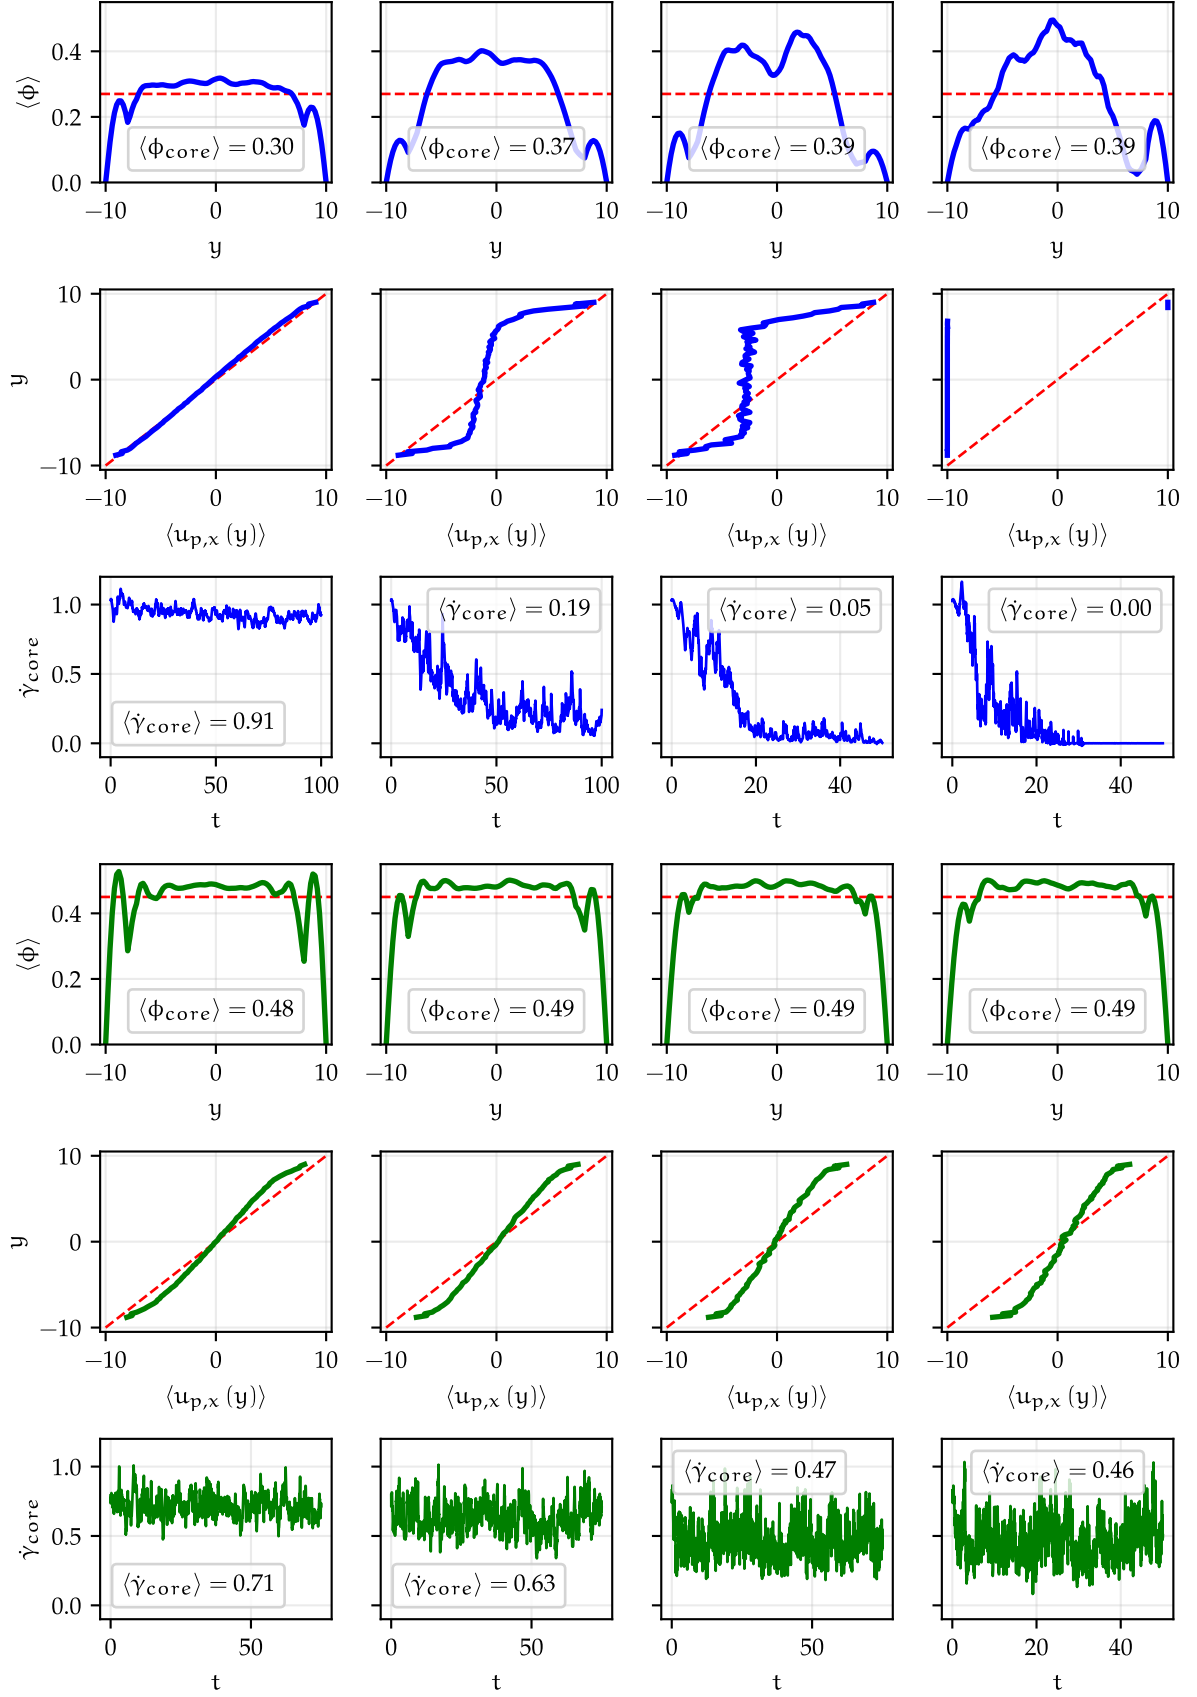 0.4
0.2
0.0
⟨ϕ⟩
⟨ϕcore⟩ = 0.30
⟨ϕcore⟩ = 0.37
⟨ϕcore⟩ = 0.39
⟨ϕcore⟩ = 0.39
−10 0 10 −10 0 10 −10 0 10 −10 0 10
y y y y
10
0
−10
y
−10 0 10 −10 0 10 −10 0 10 −10 0 10
⟨up,x (y)⟩ ⟨up,x (y)⟩ ⟨up,x (y)⟩ ⟨up,x (y)⟩
1.0
0.5
0.0
γ̇core
⟨γ̇core⟩ = 0.91
⟨γ̇core⟩ = 0.19
⟨γ̇core⟩ = 0.05
⟨γ̇core⟩ = 0.00
0 50 100 0 50 100 0 20 40 0 20 40
t t t t
0.4
0.2
0.0
⟨ϕ⟩
⟨ϕcore⟩ = 0.48
⟨ϕcore⟩ = 0.49
⟨ϕcore⟩ = 0.49
⟨ϕcore⟩ = 0.49
−10 0 10 −10 0 10 −10 0 10 −10 0 10
y y y y
10
0
−10
y
−10 0 10 −10 0 10 −10 0 10 −10 0 10
⟨up,x (y)⟩ ⟨up,x (y)⟩ ⟨up,x (y)⟩ ⟨up,x (y)⟩
1.0
0.5
0.0
γ̇core
⟨γ̇core⟩ = 0.71
⟨γ̇core⟩ = 0.63
⟨γ̇core⟩ = 0.47
⟨γ̇core⟩ = 0.46
0 50 0 50 0 50 0 20 40
t t t t